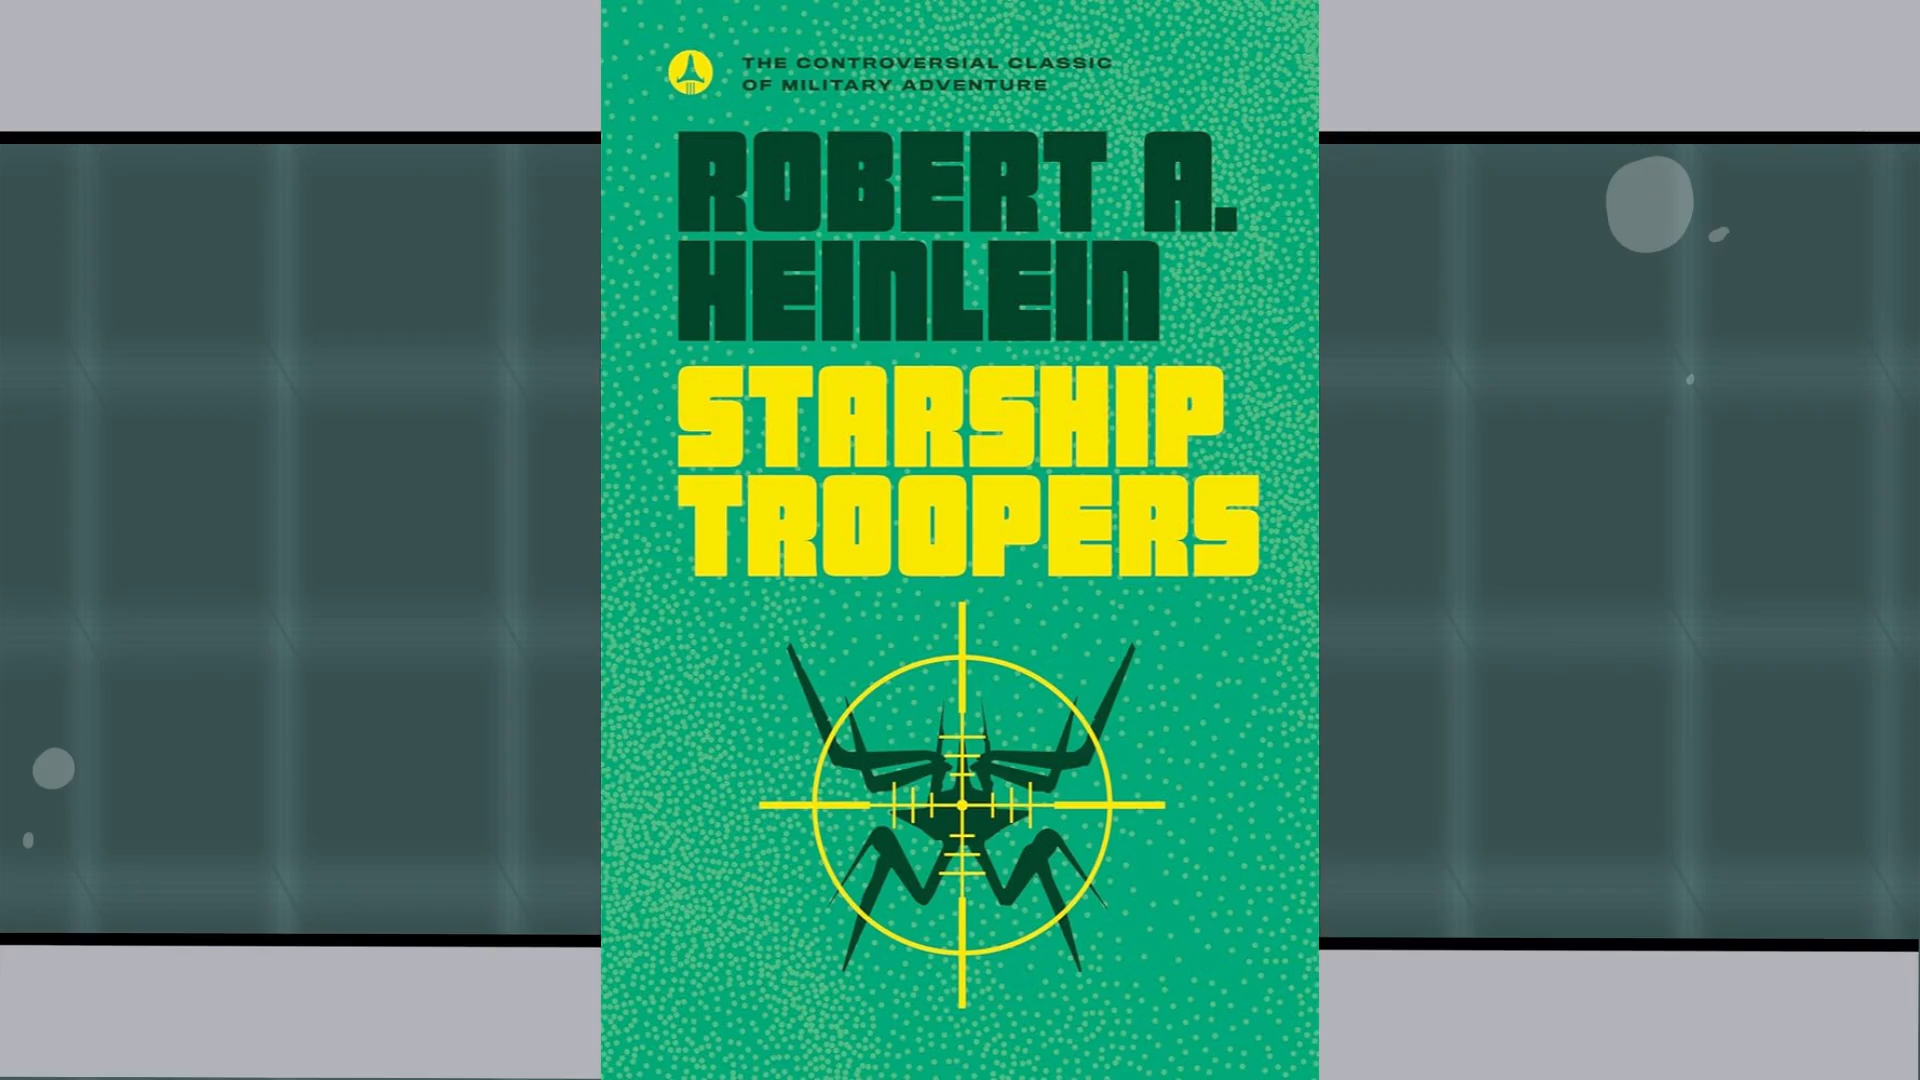 THE CONTROVERSIAL CLASSIC
OF MILITARY ADVENTURE
ROBERT A.
HEINLEIN
STARSHIP
TROOPERS